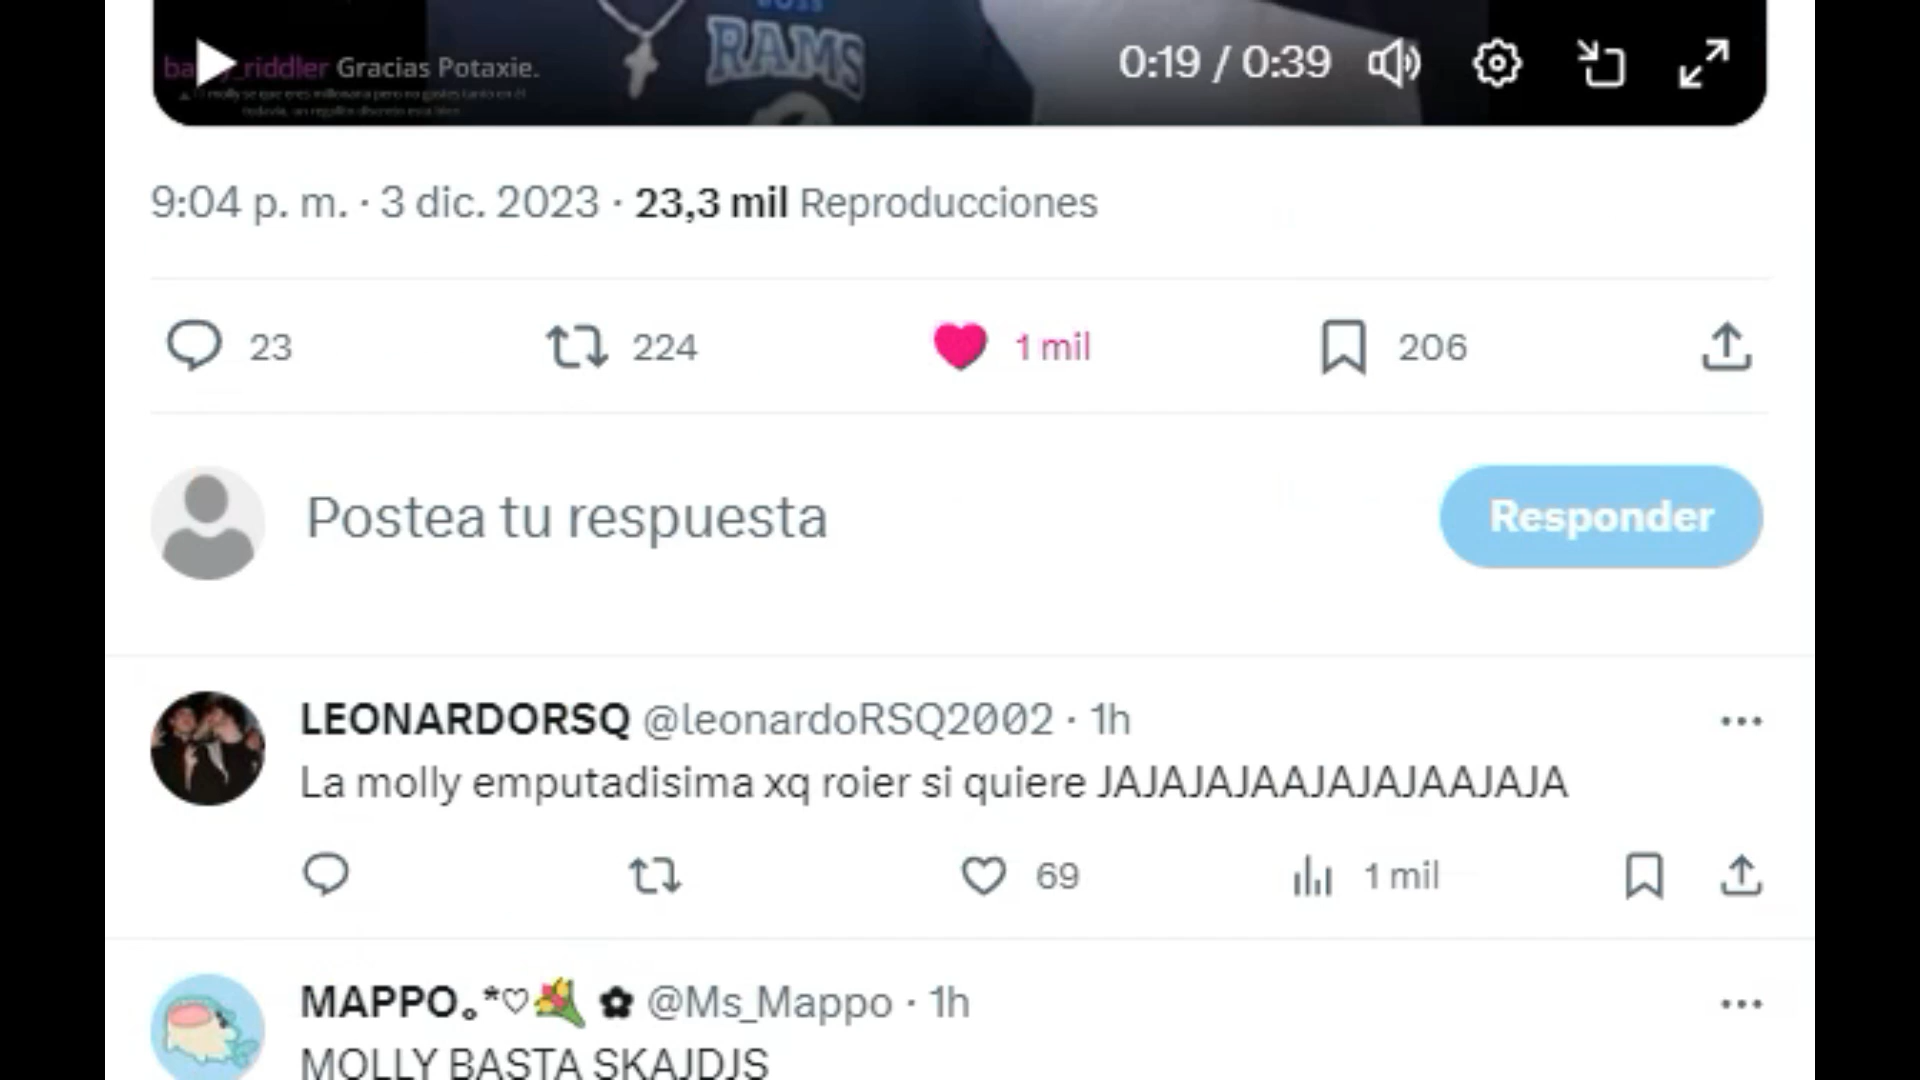 RAMS
Gracias Potaxie.
0:19 / 0:39
9:04 p. m. · 3 dic. 2023 · 23,3 mil Reproducciones
23 224 1 mil 206
Postea tu respuesta
Responder
LEONARDORSQ @leonardoRSQ2002 · 1h
La molly emputadisima xq roier si quiere JAJAJAJAAJAJAJAAJAJA
69 1 mil
MAPPO。*♡💐 ✿ @Ms_Mappo · 1h
MOLLY BASTA SKAJDJS